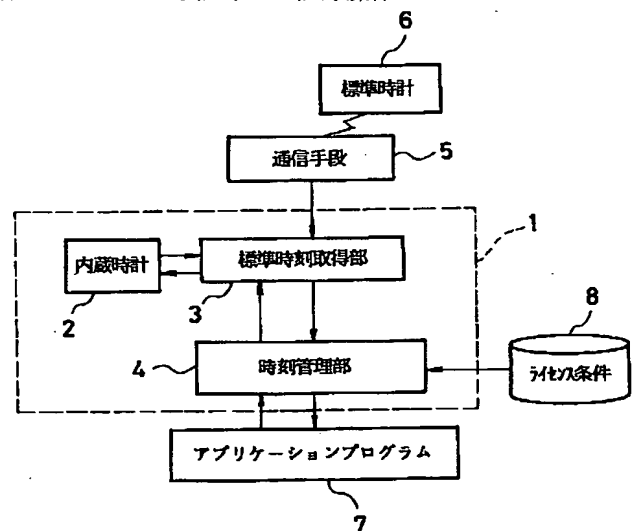 6
標準時計
通信手段
5
1
内蔵時計
標準時刻取得部
2
3
8
4
時刻管理部
ライセンス条件
アプリケーションプログラム
7